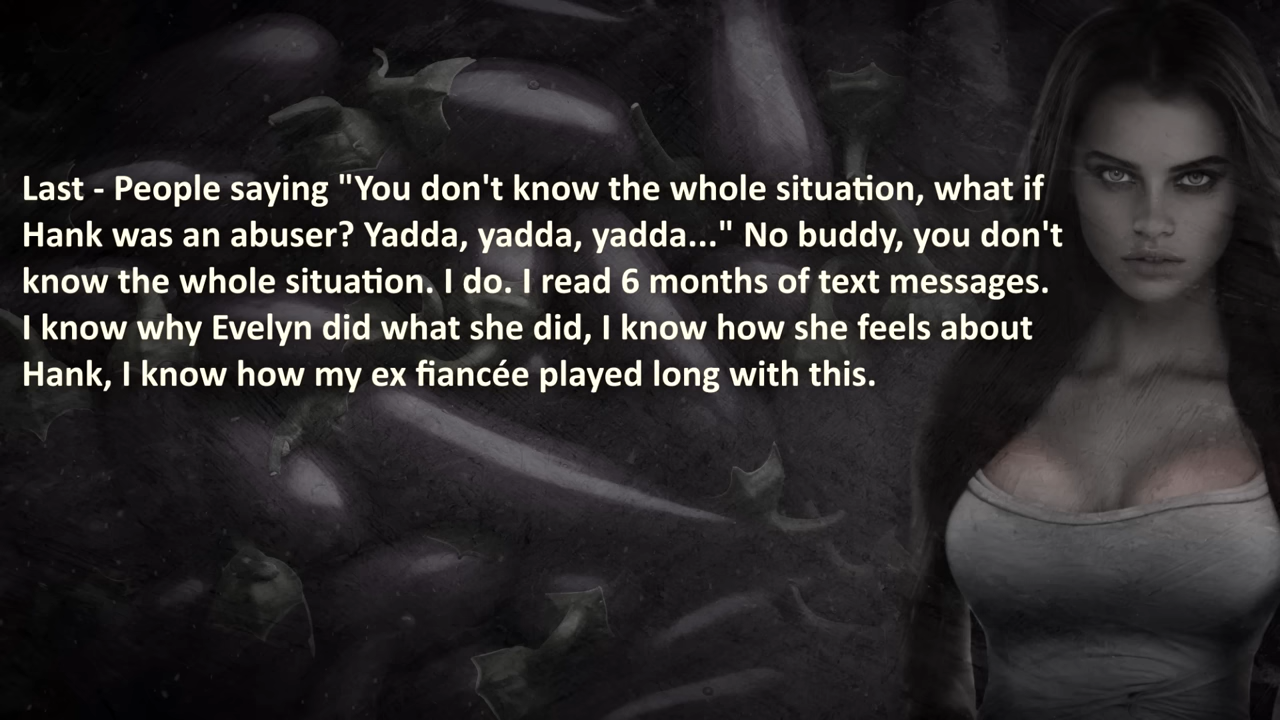 Last - People saying "You don't know the whole situation, what if
Hank was an abuser? Yadda, yadda, yadda..." No buddy, you don't
know the whole situation. I do. I read 6 months of text messages.
I know why Evelyn did what she did, I know how she feels about
Hank, I know how my ex fiancée played long with this.